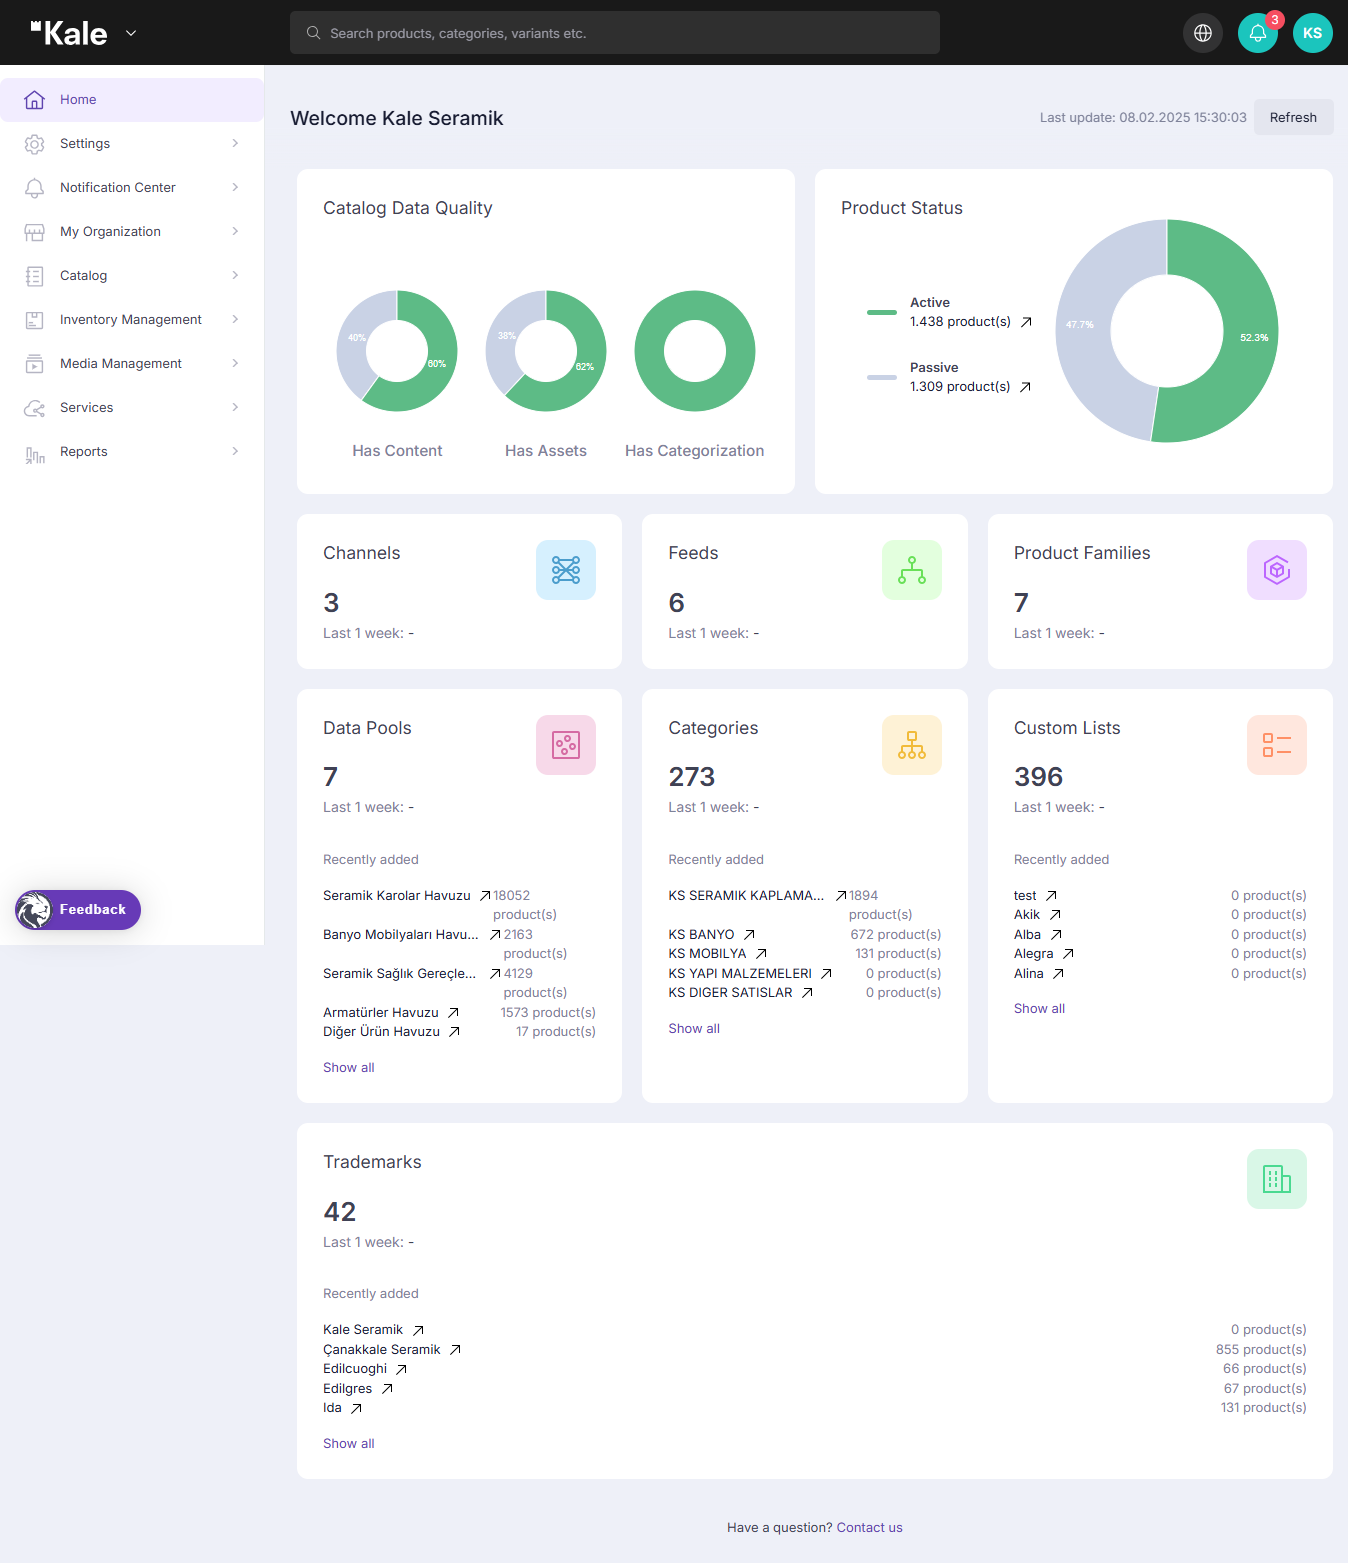 Kale
Search products, categories, variants etc.
3
KS
Home
Settings
Notification Center
My Organization
Catalog
Inventory Management
Media Management
Services
Reports
Feedback
Welcome Kale Seramik
Last update: 08.02.2025 15:30:03
Refresh
Catalog Data Quality
40%
60%
Has Content
38%
62%
Has Assets
Has Categorization
Product Status
Active
1.438 product(s)
Passive
1.309 product(s)
47.7%
52.3%
Channels
3
Last 1 week: -
Feeds
6
Last 1 week: -
Product Families
7
Last 1 week: -
Data Pools
7
Last 1 week: -
Recently added
Seramik Karolar Havuzu 18052
product(s)
Banyo Mobilyaları Havu... 2163
product(s)
Seramik Sağlık Gereçle... 4129
product(s)
Armatürler Havuzu 1573 product(s)
Diğer Ürün Havuzu 17 product(s)
Show all
Categories
273
Last 1 week: -
Recently added
KS SERAMIK KAPLAMA... 1894
product(s)
KS BANYO 672 product(s)
KS MOBILYA 131 product(s)
KS YAPI MALZEMELERI 0 product(s)
KS DIGER SATISLAR 0 product(s)
Show all
Custom Lists
396
Last 1 week: -
Recently added
test 0 product(s)
Akik 0 product(s)
Alba 0 product(s)
Alegra 0 product(s)
Alina 0 product(s)
Show all
Trademarks
42
Last 1 week: -
Recently added
Kale Seramik 0 product(s)
Çanakkale Seramik 855 product(s)
Edilcuoghi 66 product(s)
Edilgres 67 product(s)
Ida 131 product(s)
Show all
Have a question? Contact us